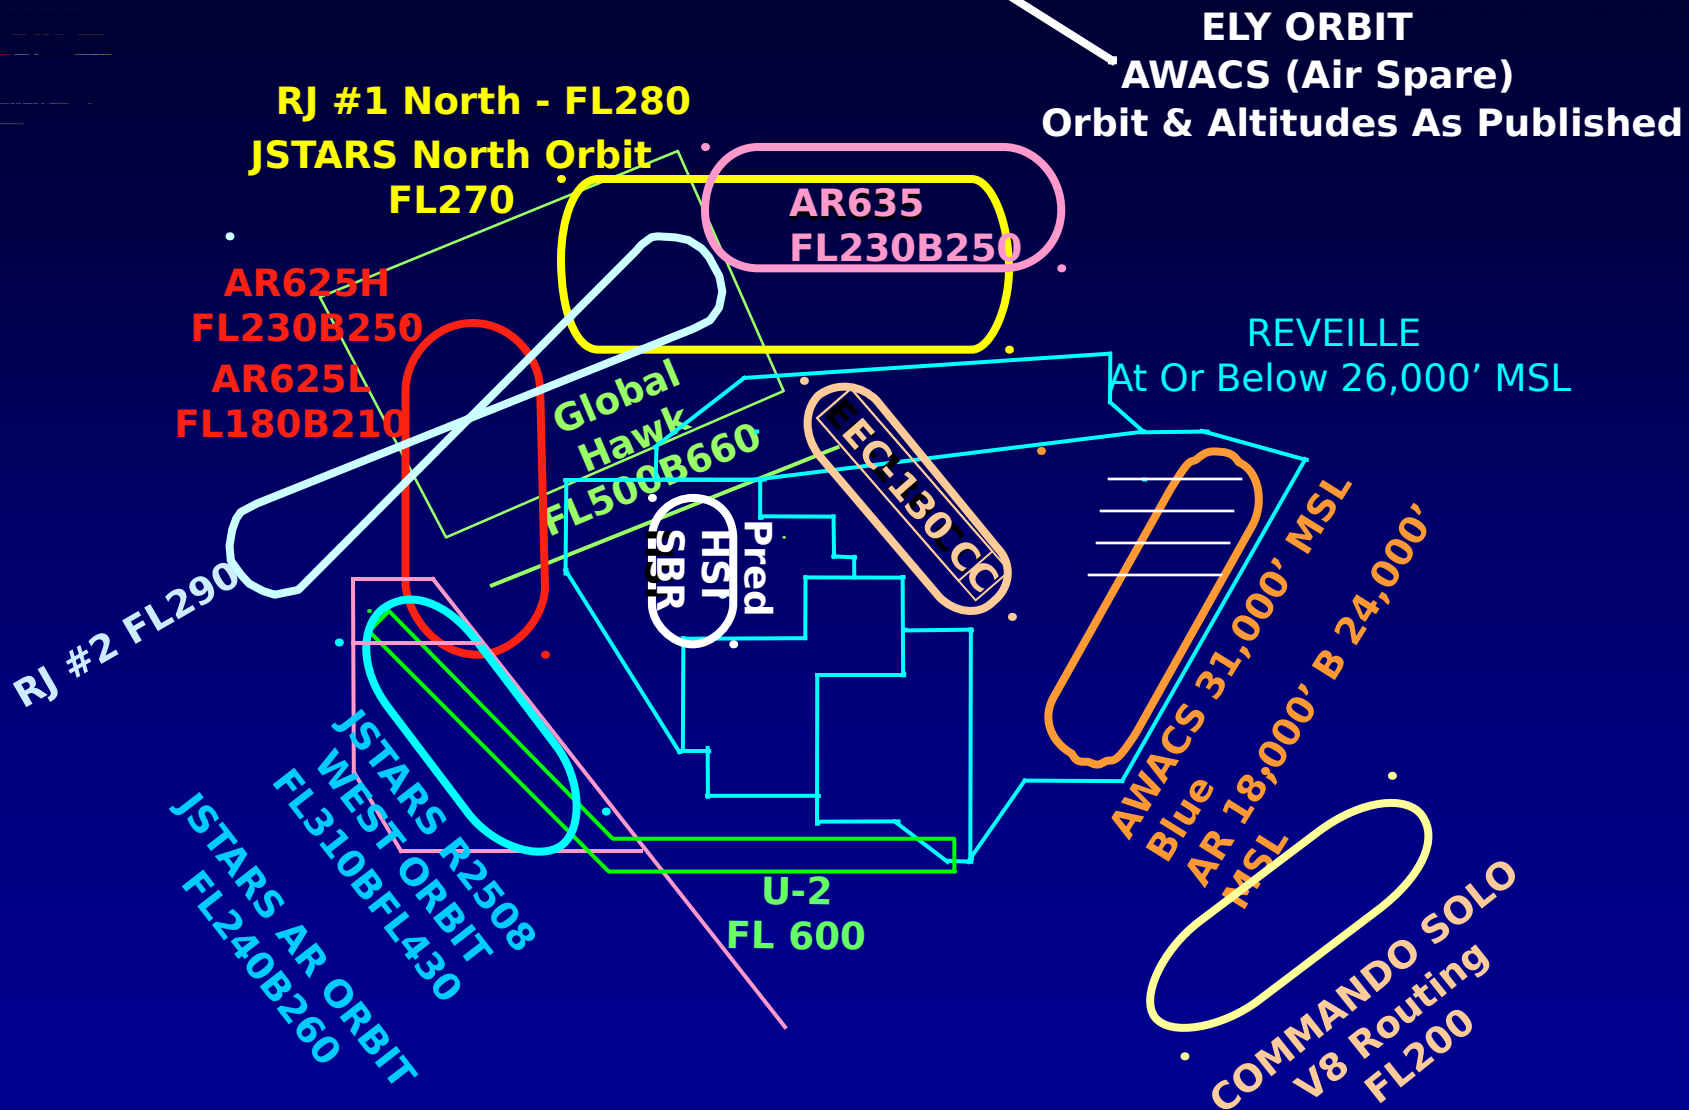 ELY ORBIT
AWACS (Air Spare)
Orbit & Altitudes As Published
RJ #1 North - FL280
JSTARS North Orbit
FL270
AR635
FL230B250
AR625H
FL230B250
AR625L
FL180B210
REVEILLE
At Or Below 26,000’ MSL
Global
Hawk
FL500B660
EC-130 CC
Pred
HSI
SBR
RJ #2 FL290
AWACS 31,000’ MSL
Blue
AR 18,000’ B 24,000’
MSL
JSTARS R2508
WEST ORBIT
FL310BFL430
JSTARS AR ORBIT
FL240B260
U-2
FL 600
COMMANDO SOLO
V8 Routing
FL200